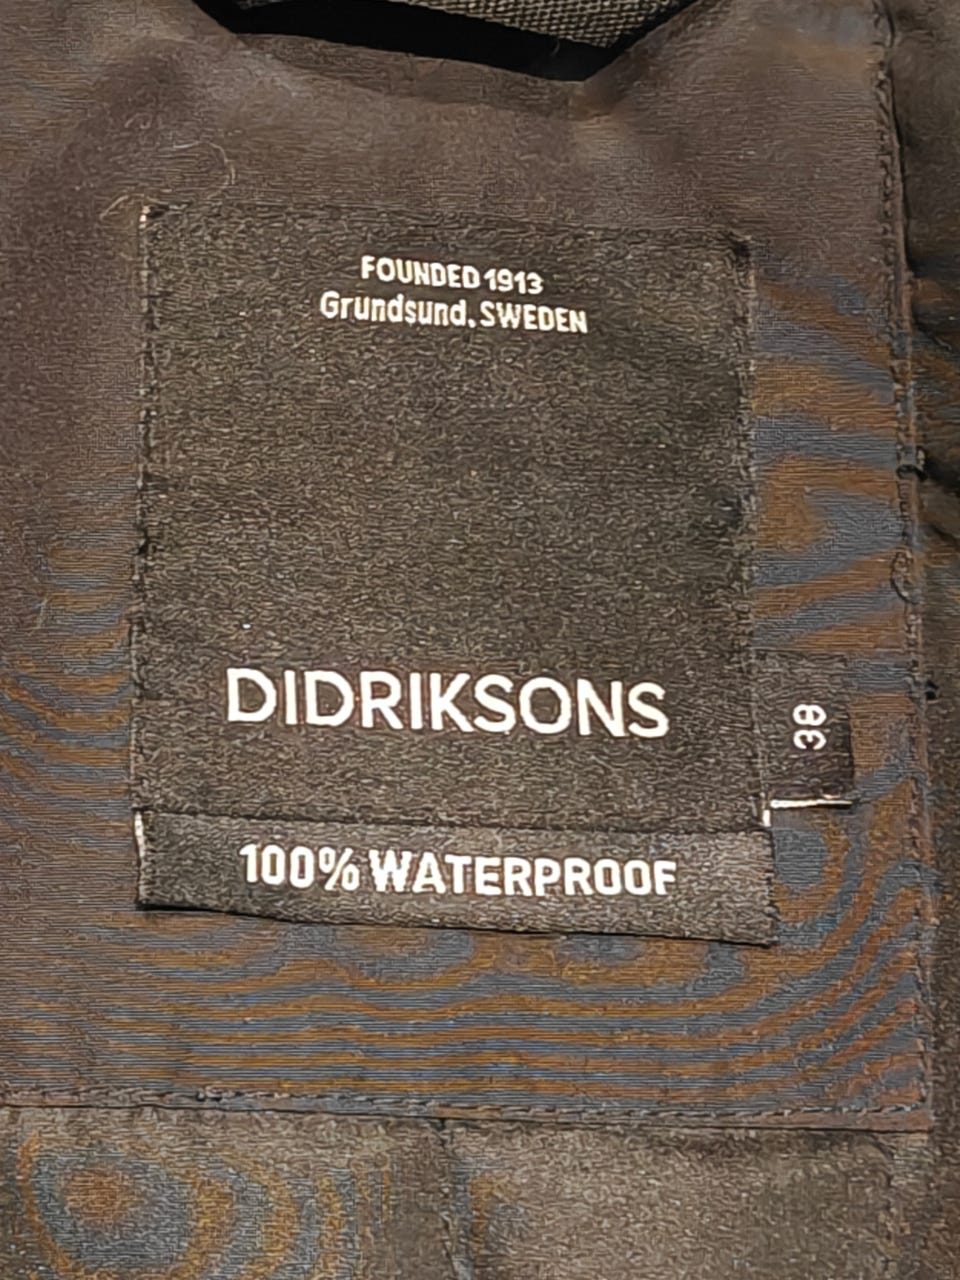 FOUNDED 1913
Grundsund, SWEDEN
DIDRIKSONS
38
100% WATERPROOF